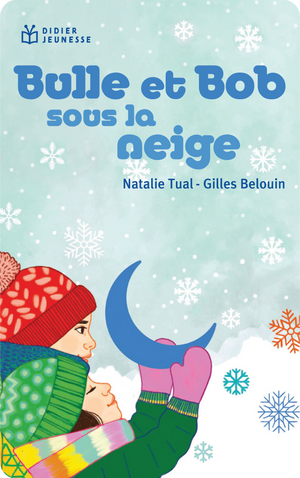 DIDIER
JEUNESSE
Bulle et Bob
sous la
neige
Natalie Tual - Gilles Belouin